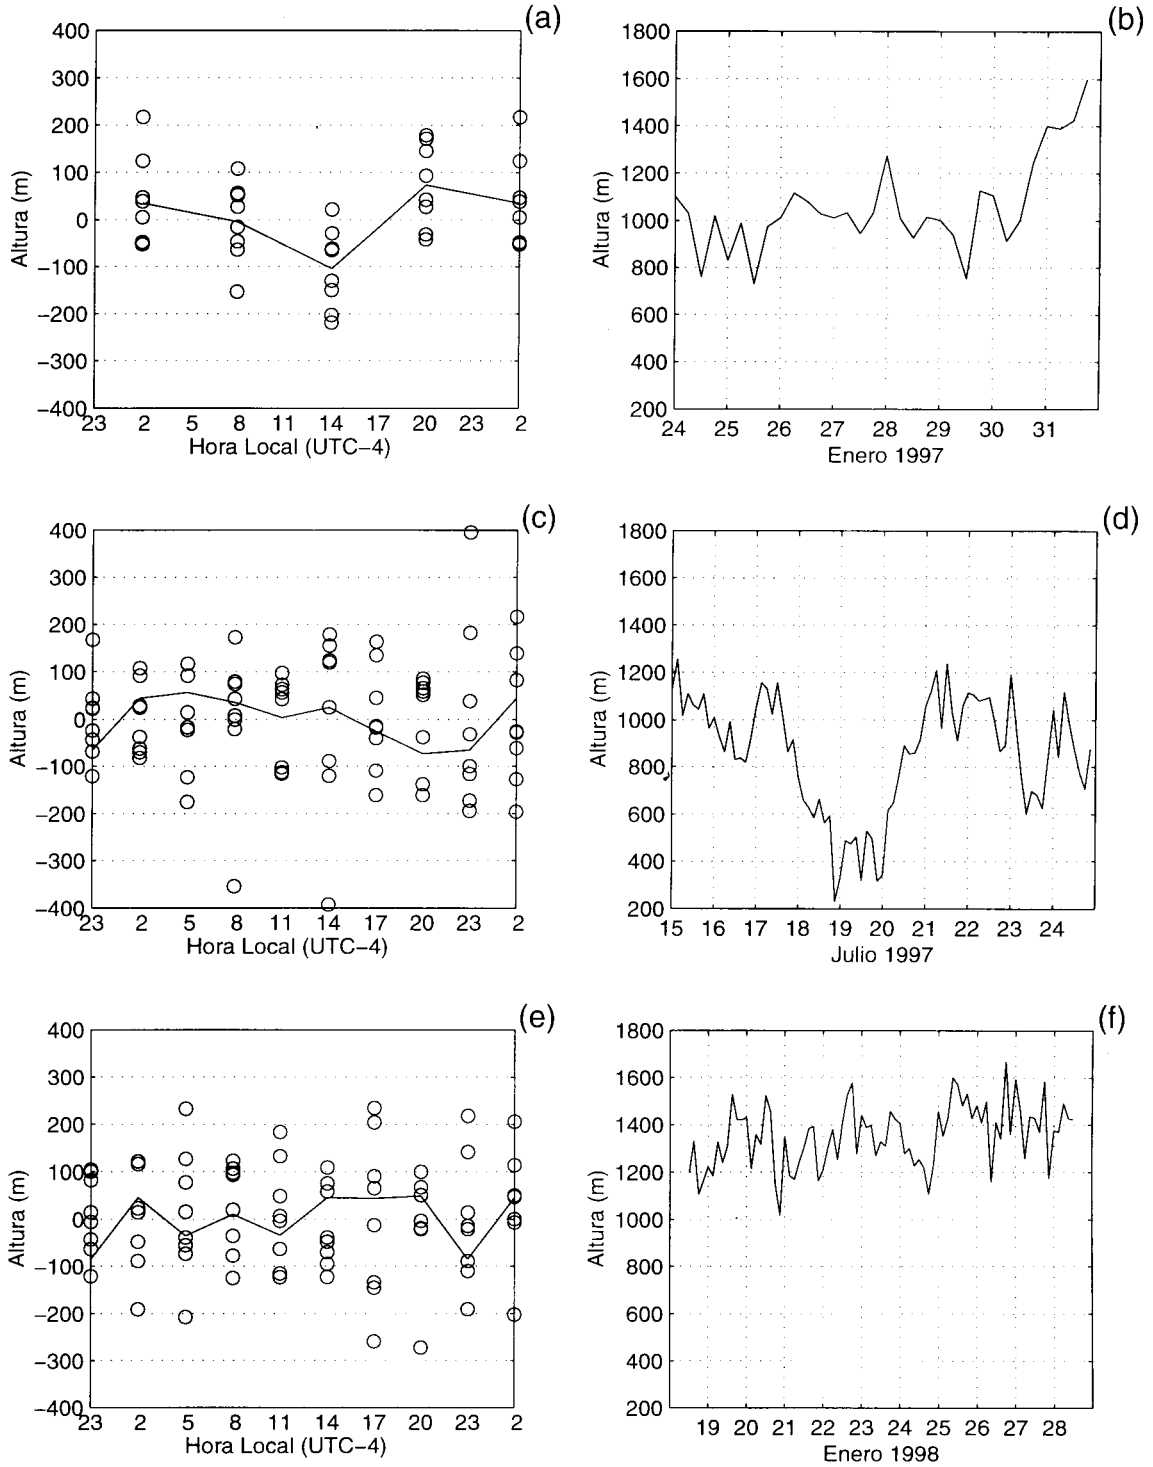 (a)
400
300
200
100
0
−100
−200
−300
−400
Altura (m)
23 2 5 8 11 14 17 20 23 2
Hora Local (UTC−4)
(b)
1800
1600
1400
1200
1000
800
600
400
200
Altura (m)
24 25 26 27 28 29 30 31
Enero 1997
(c)
400
300
200
100
0
−100
−200
−300
−400
Altura (m)
23 2 5 8 11 14 17 20 23 2
Hora Local (UTC−4)
(d)
1800
1600
1400
1200
1000
800
600
400
200
Altura (m)
15 16 17 18 19 20 21 22 23 24
Julio 1997
(e)
400
300
200
100
0
−100
−200
−300
−400
Altura (m)
23 2 5 8 11 14 17 20 23 2
Hora Local (UTC−4)
(f)
1800
1600
1400
1200
1000
800
600
400
200
Altura (m)
19 20 21 22 23 24 25 26 27 28
Enero 1998